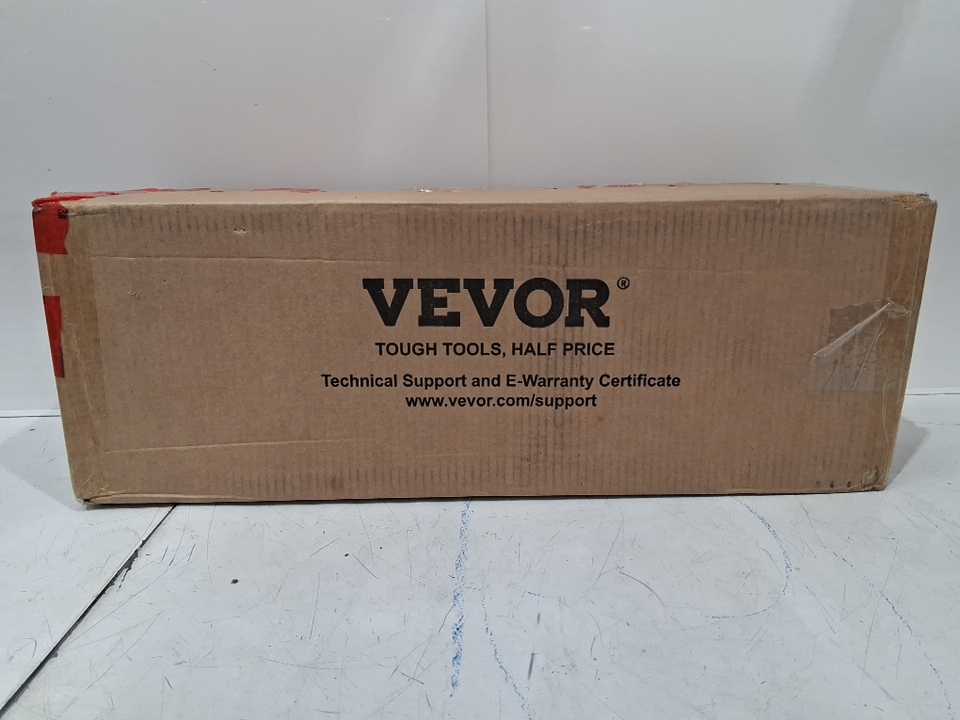 VEVOR®
TOUGH TOOLS, HALF PRICE
Technical Support and E-Warranty Certificate
www.vevor.com/support